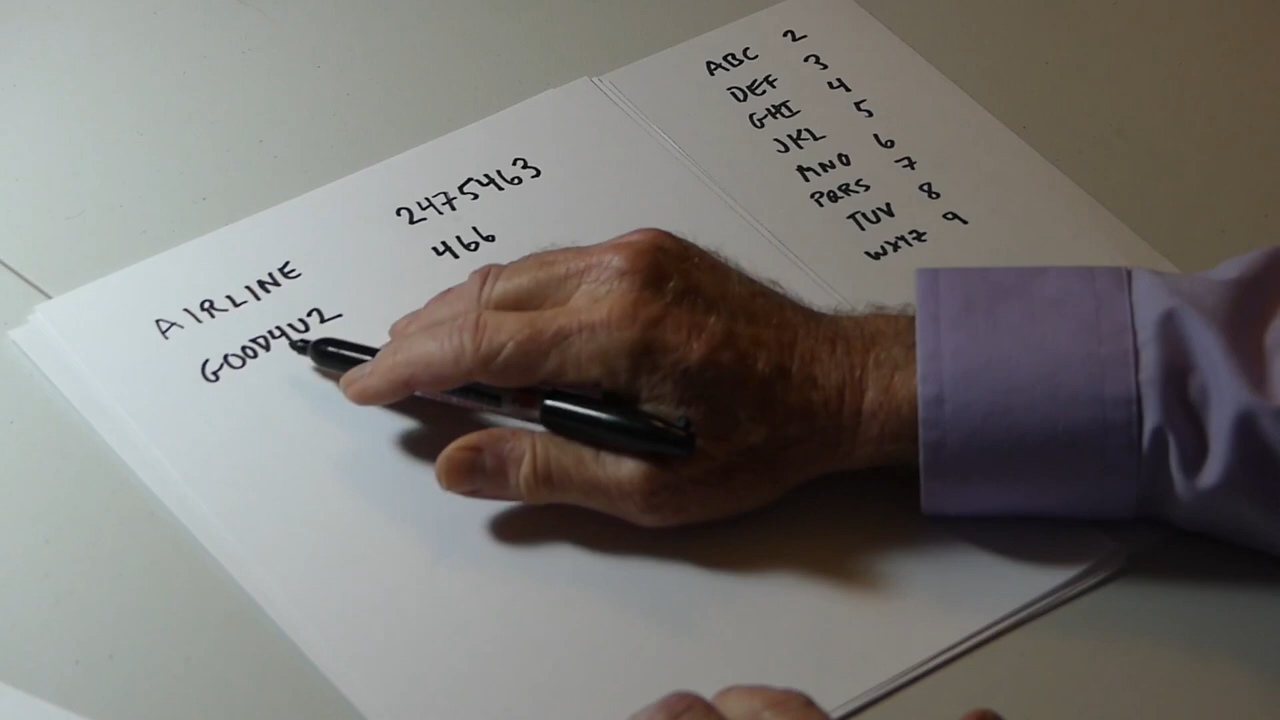 AIRLINE 2475463
GOOD4U2 466
ABC 2
DEF 3
GHI 4
JKL 5
MNO 6
PQRS 7
TUV 8
WXYZ 9